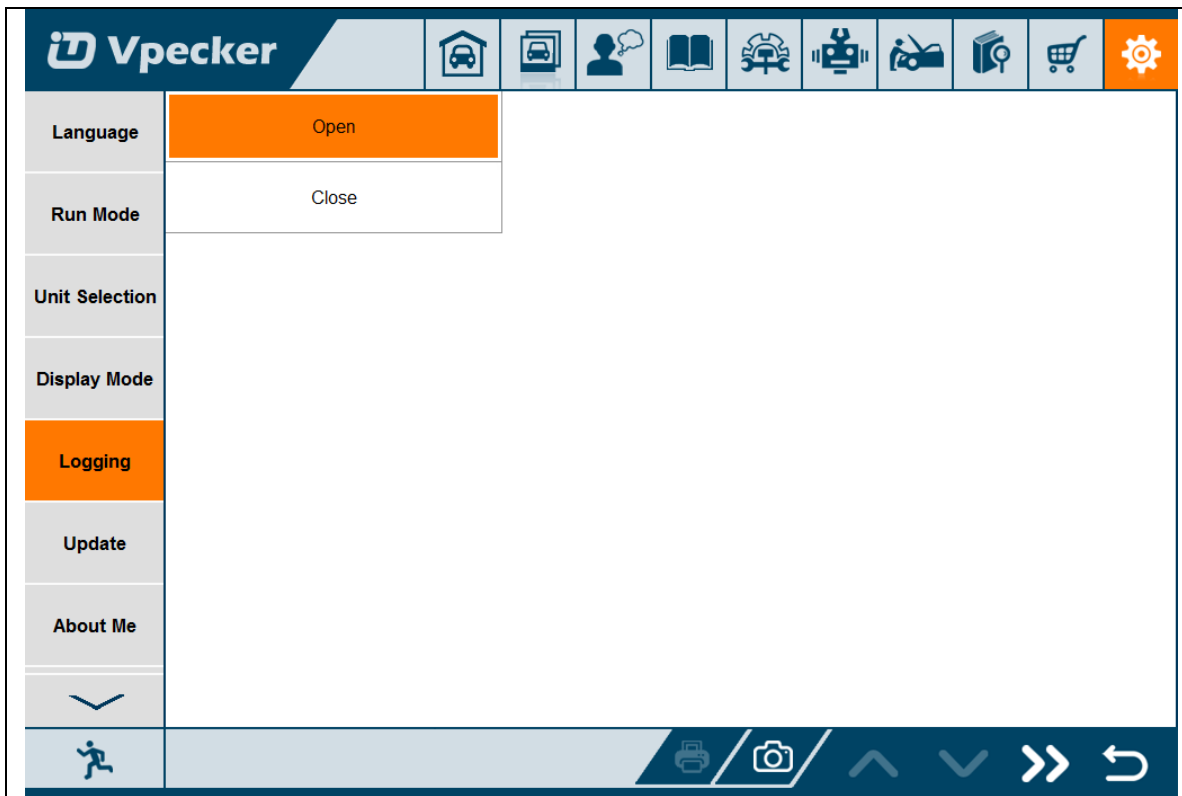 Vpecker
Language
Open
Close
Run Mode
Unit Selection
Display Mode
Logging
Update
About Me